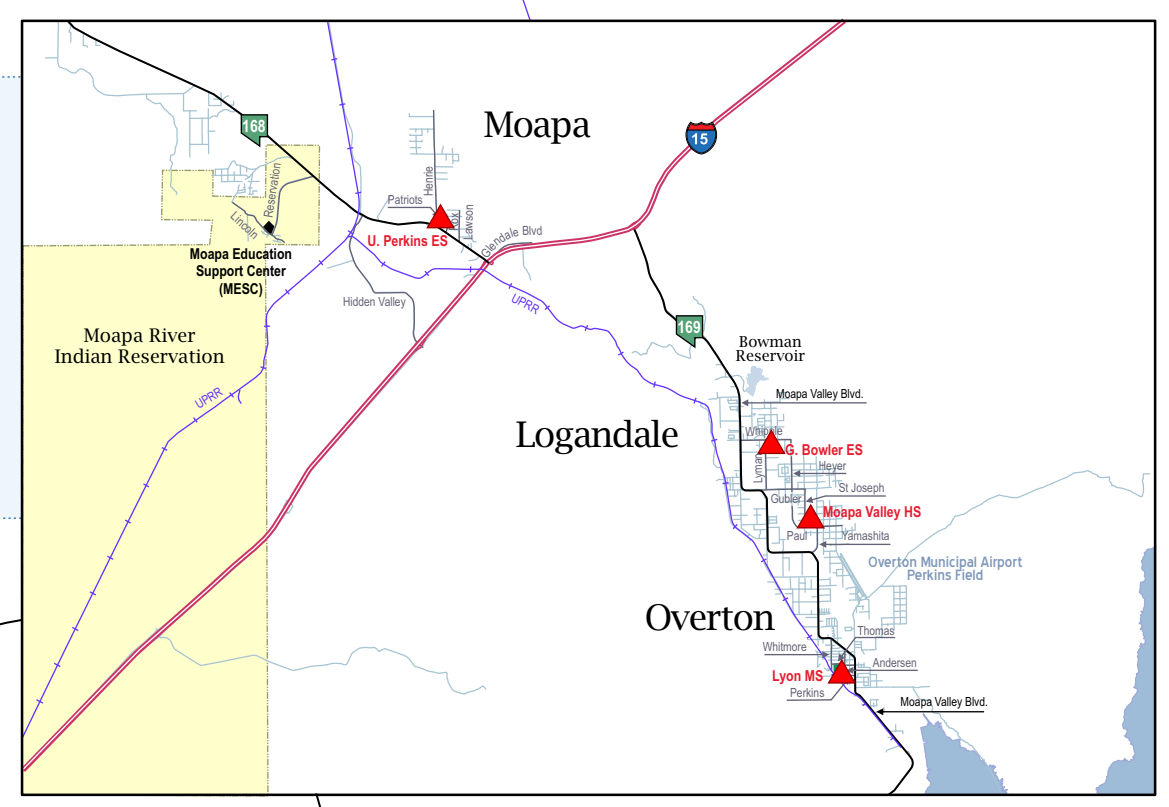 Moapa
168
15
Reservation
Henrie
Patriots
Fox
Lawson
Lincoln
U. Perkins ES
Glendale Blvd
Moapa Education
Support Center
(MESC)
Hidden Valley
UPRR
169
Moapa River
Indian Reservation
Bowman
Reservoir
UPRR
Moapa Valley Blvd.
Logandale
Whipple
G. Bowler ES
Lyman
Heyer
St Joseph
Gubler
Moapa Valley HS
Paul
Yamashita
Overton Municipal Airport
Perkins Field
Overton
Thomas
Whitmore
Andersen
Lyon MS
Perkins
Moapa Valley Blvd.